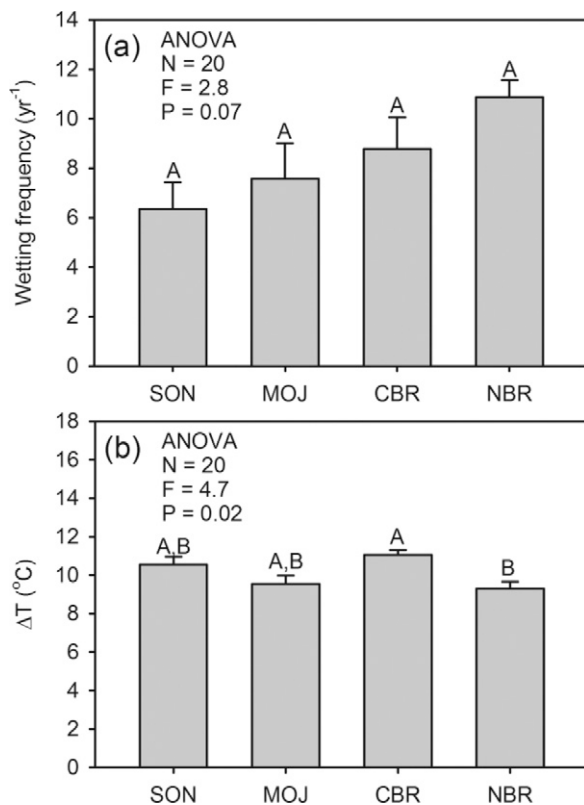 (a)
ANOVA
N = 20
F = 2.8
P = 0.07
Wetting frequency (yr⁻¹)
14
12
10
8
6
4
2
0
A
A
A
A
SON MOJ CBR NBR
(b)
ANOVA
N = 20
F = 4.7
P = 0.02
ΔT (°C)
18
16
14
12
10
8
6
4
2
0
A,B
A,B
A
B
SON MOJ CBR NBR